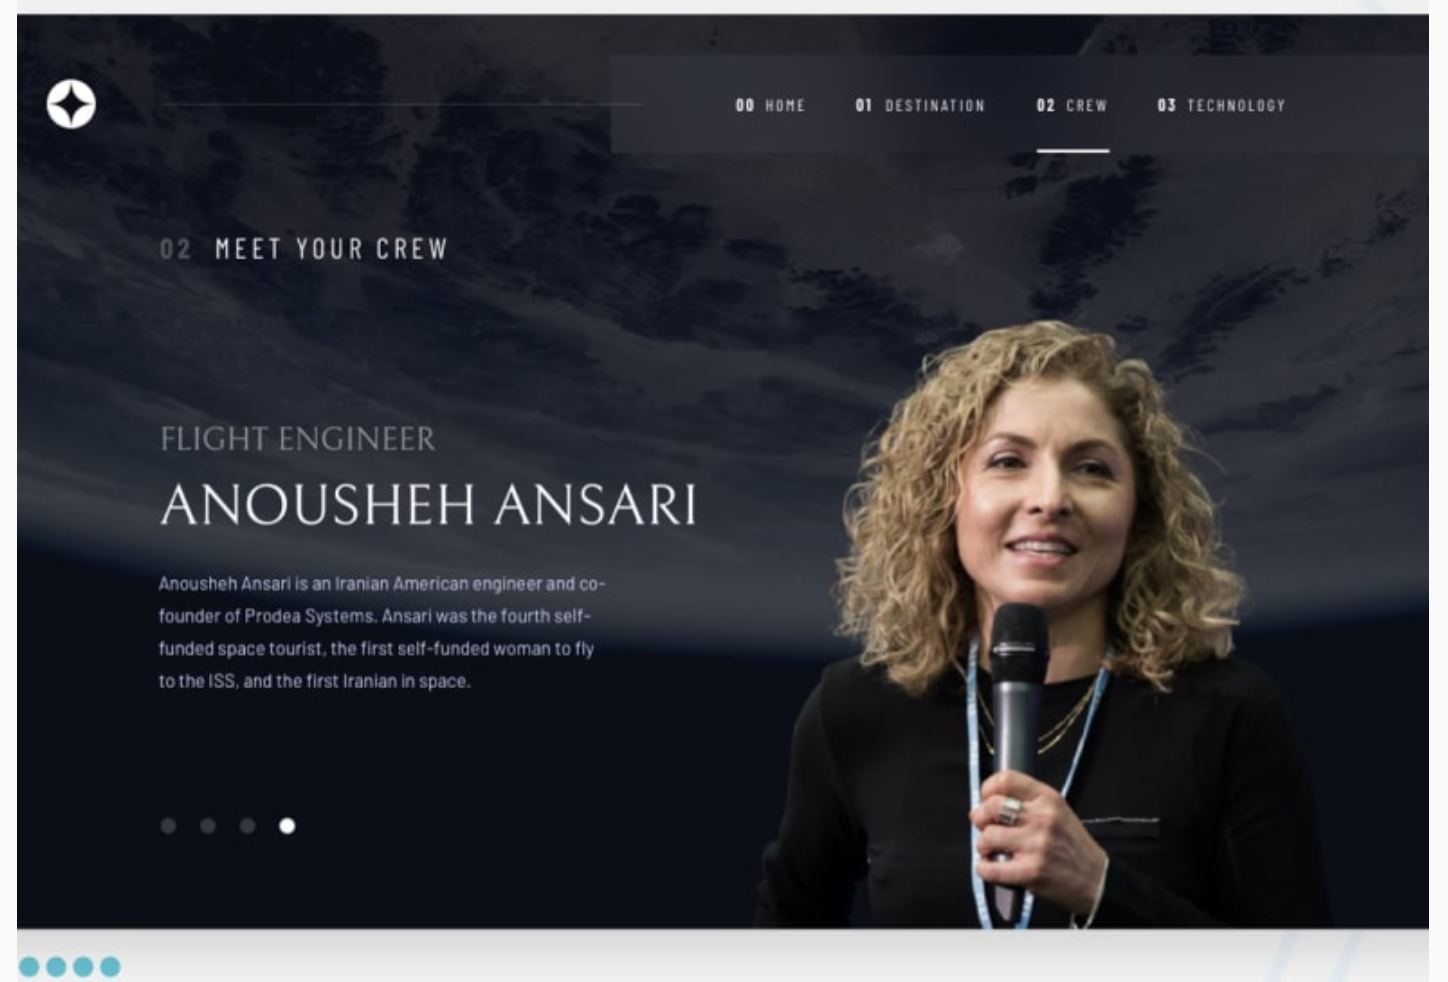 00 HOME 01 DESTINATION 02 CREW 03 TECHNOLOGY
02 MEET YOUR CREW
FLIGHT ENGINEER
ANOUSHEH ANSARI
Anousheh Ansari is an Iranian American engineer and co-
founder of Prodea Systems. Ansari was the fourth self-
funded space tourist, the first self-funded woman to fly
to the ISS, and the first Iranian in space.